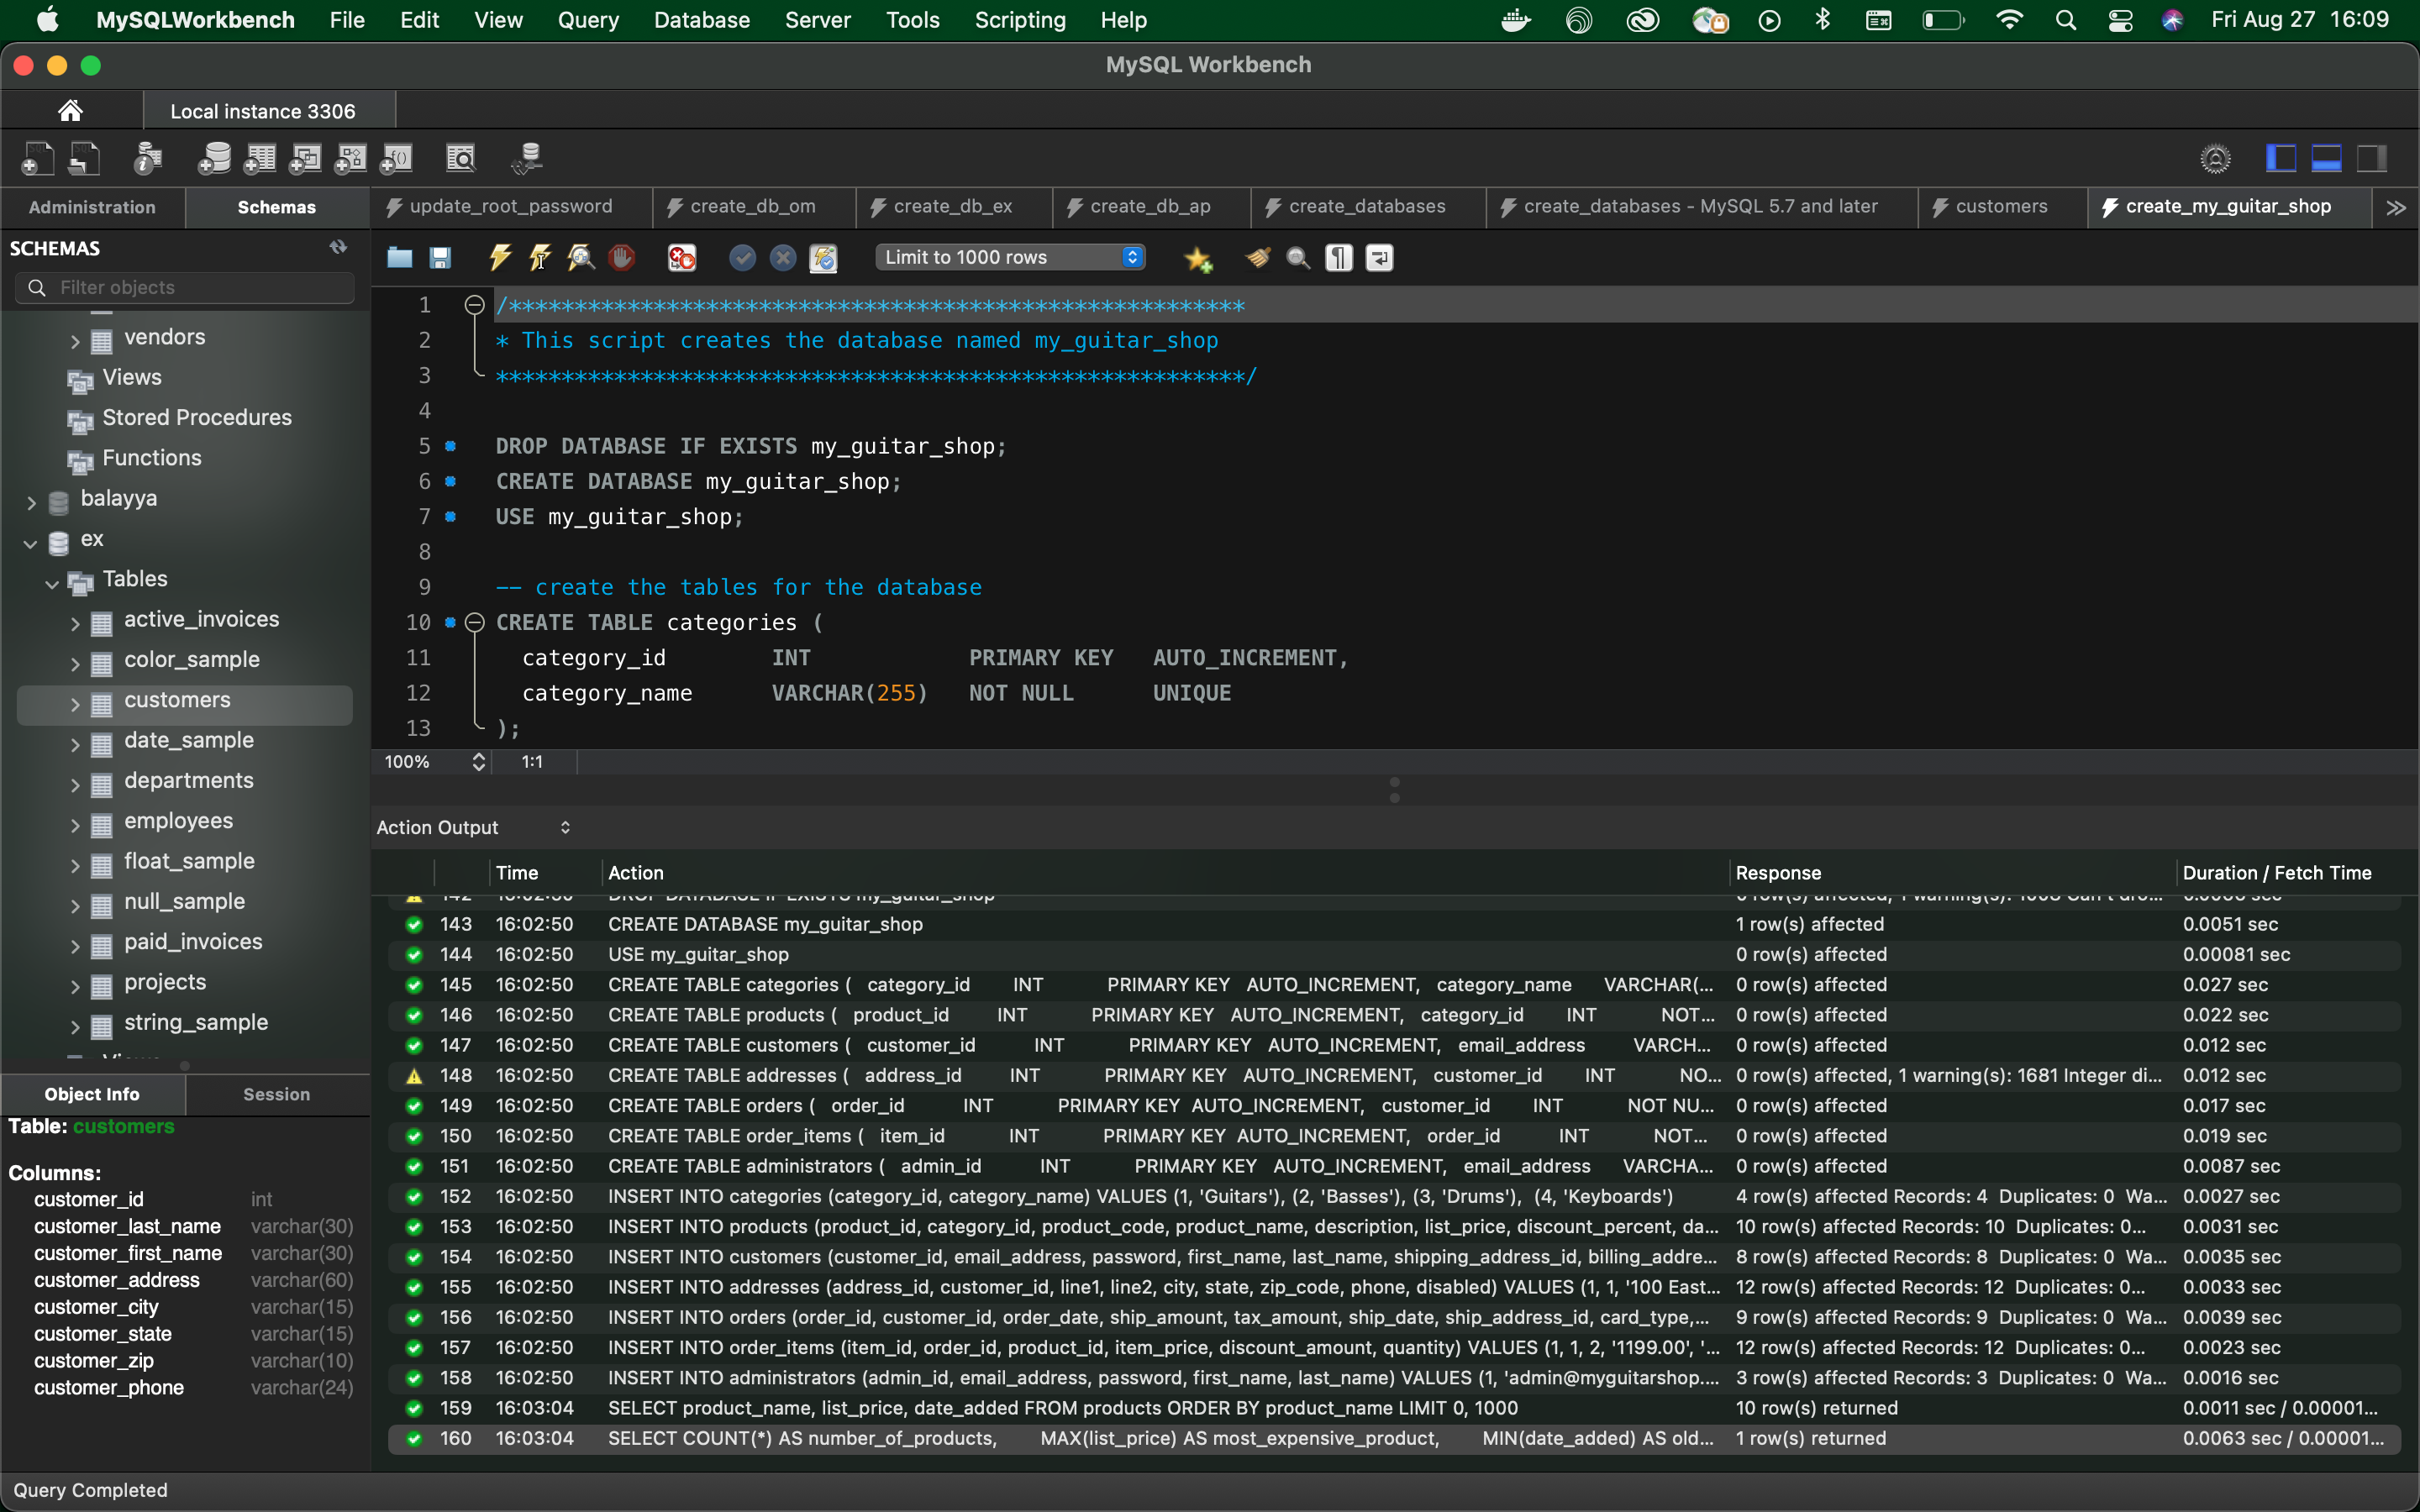 MySQLWorkbench File Edit View Query Database Server Tools Scripting Help Fri Aug 27 16:09
MySQL Workbench
Local instance 3306
Administration Schemas
update_root_password create_db_om create_db_ex create_db_ap create_databases create_databases - MySQL 5.7 and later customers create_my_guitar_shop
SCHEMAS
Filter objects
vendors
Views
Stored Procedures
Functions
balayya
ex
Tables
active_invoices
color_sample
customers
date_sample
departments
employees
float_sample
null_sample
paid_invoices
projects
string_sample
Object Info Session
Table: customers
Columns:
customer_id int
customer_last_name varchar(30)
customer_first_name varchar(30)
customer_address varchar(60)
customer_city varchar(15)
customer_state varchar(15)
customer_zip varchar(10)
customer_phone varchar(24)
Limit to 1000 rows
1 /********************************************************
2 * This script creates the database named my_guitar_shop
3 *********************************************************/
4
5 DROP DATABASE IF EXISTS my_guitar_shop;
6 CREATE DATABASE my_guitar_shop;
7 USE my_guitar_shop;
8
9 -- create the tables for the database
10 CREATE TABLE categories (
11 category_id INT PRIMARY KEY AUTO_INCREMENT,
12 category_name VARCHAR(255) NOT NULL UNIQUE
13 );
100% 1:1
Action Output
Time Action Response Duration / Fetch Time
142 16:02:50 DROP DATABASE IF EXISTS my_guitar_shop
143 16:02:50 CREATE DATABASE my_guitar_shop 1 row(s) affected 0.0051 sec
144 16:02:50 USE my_guitar_shop 0 row(s) affected 0.00081 sec
145 16:02:50 CREATE TABLE categories ( category_id INT PRIMARY KEY AUTO_INCREMENT, category_name VARCHAR(... 0 row(s) affected 0.027 sec
146 16:02:50 CREATE TABLE products ( product_id INT PRIMARY KEY AUTO_INCREMENT, category_id INT NOT... 0 row(s) affected 0.022 sec
147 16:02:50 CREATE TABLE customers ( customer_id INT PRIMARY KEY AUTO_INCREMENT, email_address VARCH... 0 row(s) affected 0.012 sec
148 16:02:50 CREATE TABLE addresses ( address_id INT PRIMARY KEY AUTO_INCREMENT, customer_id INT NO... 0 row(s) affected, 1 warning(s): 1681 Integer di... 0.012 sec
149 16:02:50 CREATE TABLE orders ( order_id INT PRIMARY KEY AUTO_INCREMENT, customer_id INT NOT NU... 0 row(s) affected 0.017 sec
150 16:02:50 CREATE TABLE order_items ( item_id INT PRIMARY KEY AUTO_INCREMENT, order_id INT NOT... 0 row(s) affected 0.019 sec
151 16:02:50 CREATE TABLE administrators ( admin_id INT PRIMARY KEY AUTO_INCREMENT, email_address VARCHA... 0 row(s) affected 0.0087 sec
152 16:02:50 INSERT INTO categories (category_id, category_name) VALUES (1, 'Guitars'), (2, 'Basses'), (3, 'Drums'), (4, 'Keyboards') 4 row(s) affected Records: 4 Duplicates: 0 Wa... 0.0027 sec
153 16:02:50 INSERT INTO products (product_id, category_id, product_code, product_name, description, list_price, discount_percent, da... 10 row(s) affected Records: 10 Duplicates: 0... 0.0031 sec
154 16:02:50 INSERT INTO customers (customer_id, email_address, password, first_name, last_name, shipping_address_id, billing_addre... 8 row(s) affected Records: 8 Duplicates: 0 Wa... 0.0035 sec
155 16:02:50 INSERT INTO addresses (address_id, customer_id, line1, line2, city, state, zip_code, phone, disabled) VALUES (1, 1, '100 East... 12 row(s) affected Records: 12 Duplicates: 0... 0.0033 sec
156 16:02:50 INSERT INTO orders (order_id, customer_id, order_date, ship_amount, tax_amount, ship_date, ship_address_id, card_type,... 9 row(s) affected Records: 9 Duplicates: 0 Wa... 0.0039 sec
157 16:02:50 INSERT INTO order_items (item_id, order_id, product_id, item_price, discount_amount, quantity) VALUES (1, 1, 2, '1199.00', '... 12 row(s) affected Records: 12 Duplicates: 0... 0.0023 sec
158 16:02:50 INSERT INTO administrators (admin_id, email_address, password, first_name, last_name) VALUES (1, 'admin@myguitarshop.... 3 row(s) affected Records: 3 Duplicates: 0 Wa... 0.0016 sec
159 16:03:04 SELECT product_name, list_price, date_added FROM products ORDER BY product_name LIMIT 0, 1000 10 row(s) returned 0.0011 sec / 0.00001...
160 16:03:04 SELECT COUNT(*) AS number_of_products, MAX(list_price) AS most_expensive_product, MIN(date_added) AS old... 1 row(s) returned 0.0063 sec / 0.00001...
Query Completed